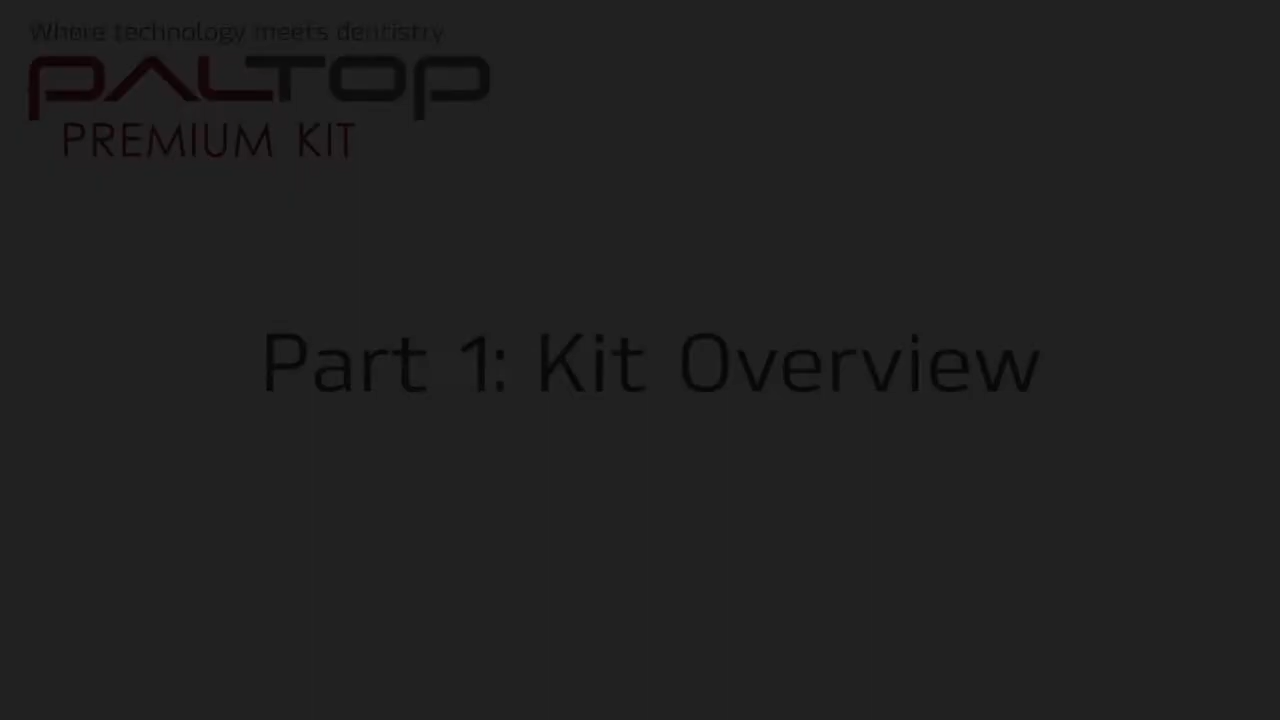 Where technology meets dentistry
PALTOP
PREMIUM KIT
Part 1: Kit Overview